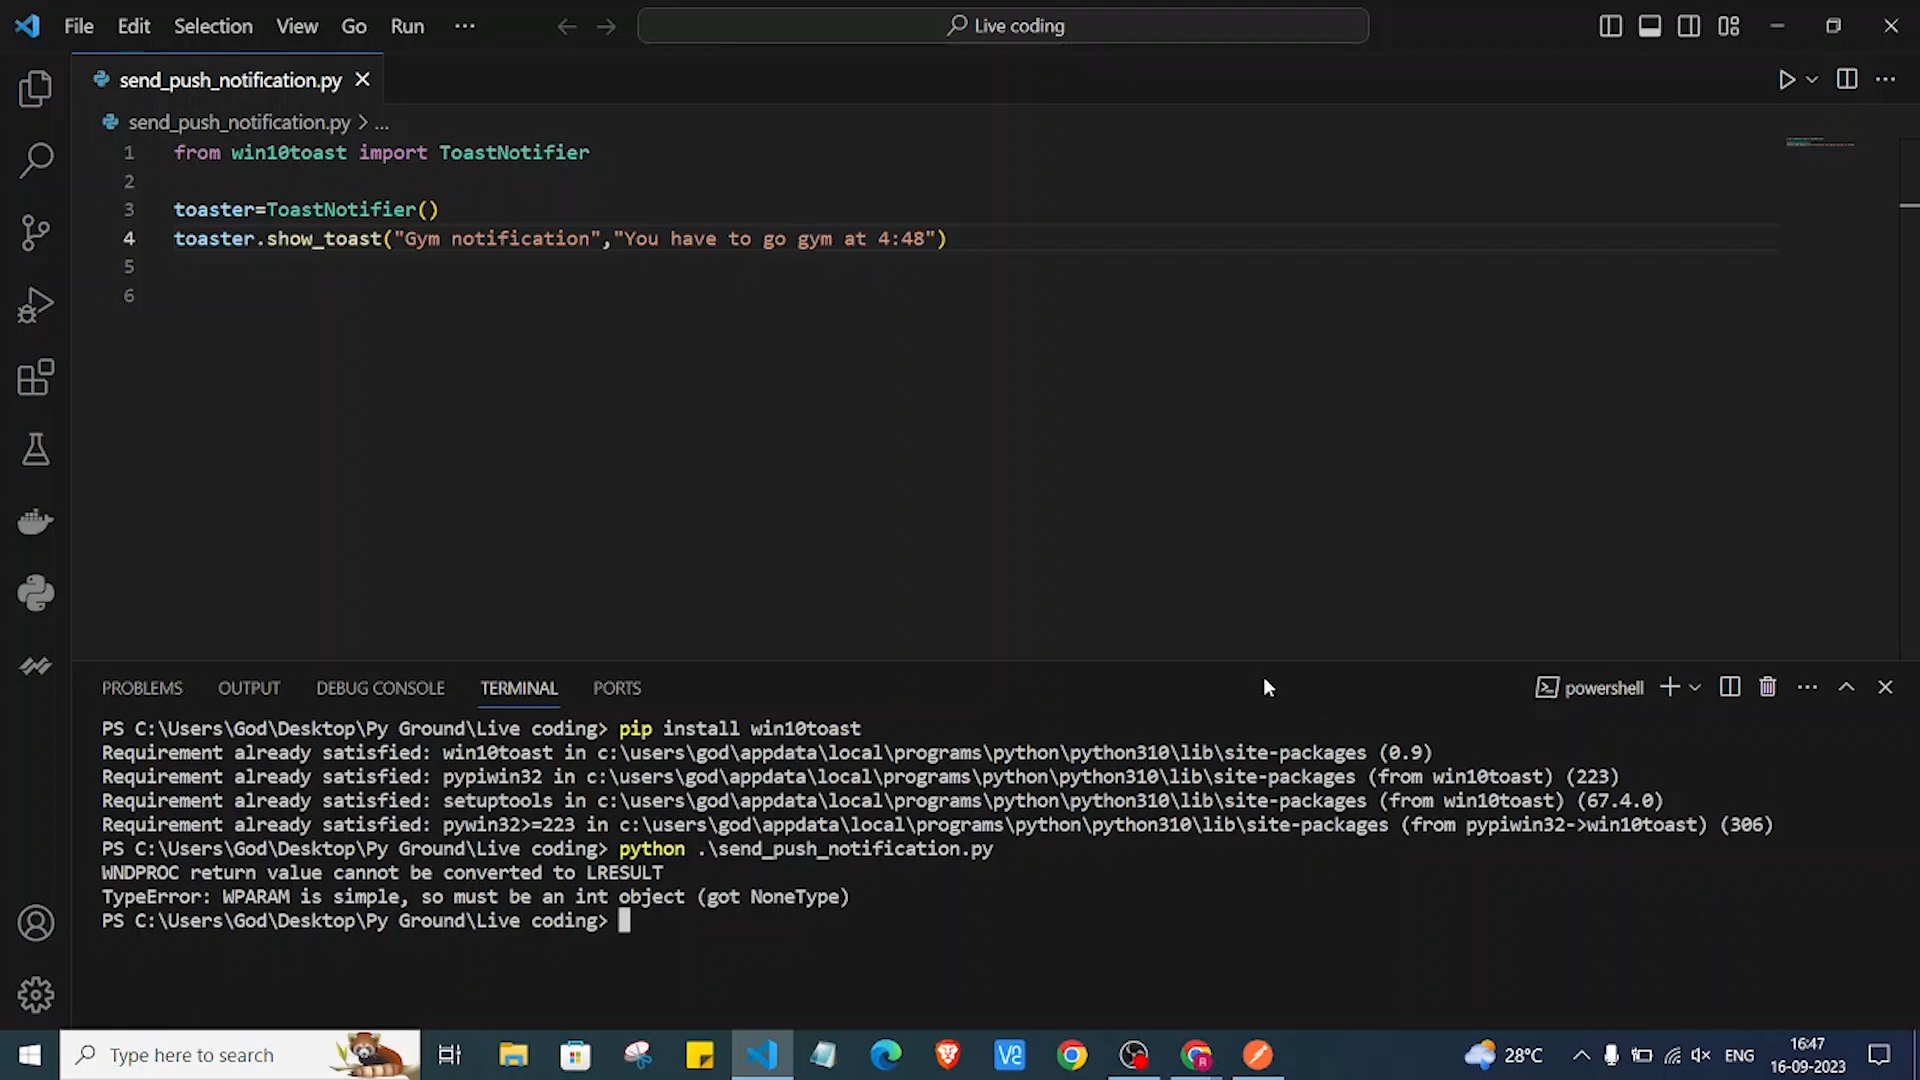 File Edit Selection View Go Run ...
Live coding
send_push_notification.py
send_push_notification.py > ...
1 from win10toast import ToastNotifier
2
3 toaster=ToastNotifier()
4 toaster.show_toast("Gym notification","You have to go gym at 4:48")
5
6
PROBLEMS OUTPUT DEBUG CONSOLE TERMINAL PORTS
powershell
PS C:\Users\God\Desktop\Py Ground\Live coding> pip install win10toast
Requirement already satisfied: win10toast in c:\users\god\appdata\local\programs\python\python310\lib\site-packages (0.9)
Requirement already satisfied: pypiwin32 in c:\users\god\appdata\local\programs\python\python310\lib\site-packages (from win10toast) (223)
Requirement already satisfied: setuptools in c:\users\god\appdata\local\programs\python\python310\lib\site-packages (from win10toast) (67.4.0)
Requirement already satisfied: pywin32>=223 in c:\users\god\appdata\local\programs\python\python310\lib\site-packages (from pypiwin32->win10toast) (306)
PS C:\Users\God\Desktop\Py Ground\Live coding> python .\send_push_notification.py
WNDPROC return value cannot be converted to LRESULT
TypeError: WPARAM is simple, so must be an int object (got NoneType)
PS C:\Users\God\Desktop\Py Ground\Live coding>
Type here to search
28°C
ENG
16:47
16-09-2023